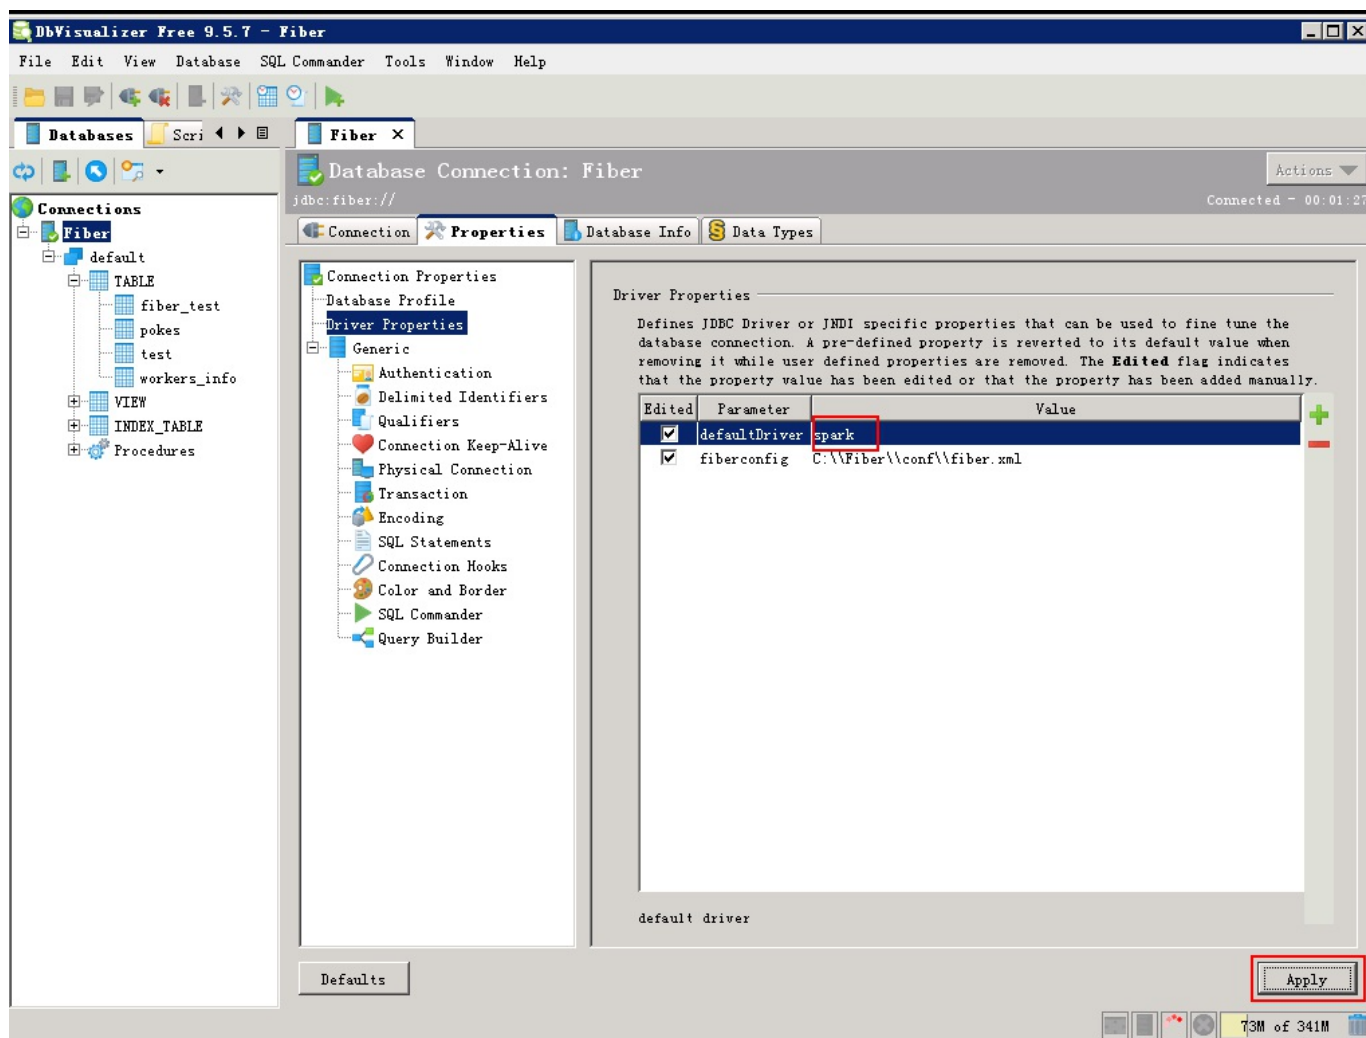 DbVisualizer Free 9.5.7 - Fiber
File Edit View Database SQL Commander Tools Window Help
Databases Scri
Fiber X
Database Connection: Fiber
Actions
jdbc:fiber://
Connected - 00:01:27
Connections
Fiber
default
TABLE
fiber_test
pokes
test
workers_info
VIEW
INDEX_TABLE
Procedures
Connection Properties Database Info Data Types
Connection Properties
Database Profile
Driver Properties
Generic
Authentication
Delimited Identifiers
Qualifiers
Connection Keep-Alive
Physical Connection
Transaction
Encoding
SQL Statements
Connection Hooks
Color and Border
SQL Commander
Query Builder
Driver Properties
Defines JDBC Driver or JNDI specific properties that can be used to fine tune the
database connection. A pre-defined property is reverted to its default value when
removing it while user defined properties are removed. The Edited flag indicates
that the property value has been edited or that the property has been added manually.
Edited Parameter Value
defaultDriver spark
fiberconfig C:\\Fiber\\conf\\fiber.xml
default driver
Defaults
Apply
73M of 341M